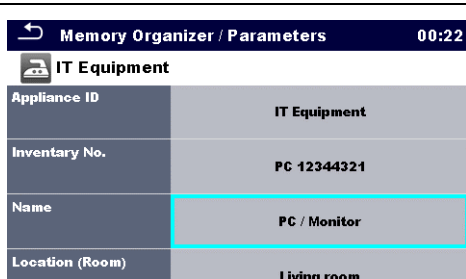 Memory Organizer / Parameters 00:22
IT Equipment
Appliance ID IT Equipment
Inventory No. PC 12344321
Name PC / Monitor
Location (Room) Living room